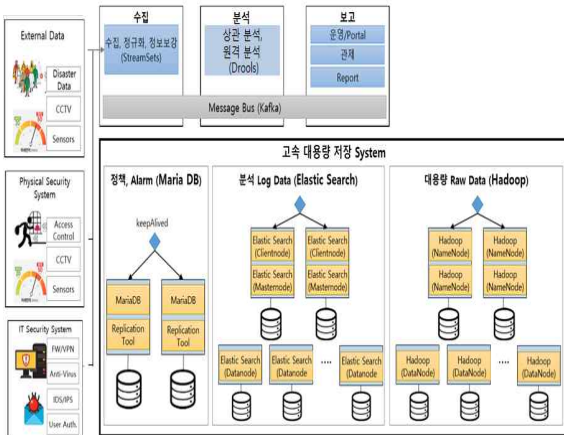 External Data
Disaster
Data
CCTV
Sensors
Physical Security
System
Access
Control
CCTV
Sensors
IT Security System
FW/VPN
Anti-Virus
IDS/IPS
User Auth.
수집
수집, 정규화, 정보보강
(StreamSets)
분석
상관 분석,
원격 분석
(Drools)
보고
운영/Portal
관제
Report
Message Bus (Kafka)
고속 대용량 저장 System
정책, Alarm (Maria DB)
keepAlived
MariaDB
Replication
Tool
MariaDB
Replication
Tool
분석 Log Data (Elastic Search)
Elastic Search
(Clientnode)
Elastic Search
(Masternode)
Elastic Search
(Clientnode)
Elastic Search
(Masternode)
Elastic Search
(Datanode
Elastic Search
(Datanode
....
Elastic Search
(Datanode
대용량 Raw Data (Hadoop)
Hadoop
(NameNode)
Hadoop
(NameNode)
Hadoop
(NameNode)
Hadoop
(NameNode)
Hadoop
(DataNode)
Hadoop
(DataNode)
....
Hadoop
(DataNode)